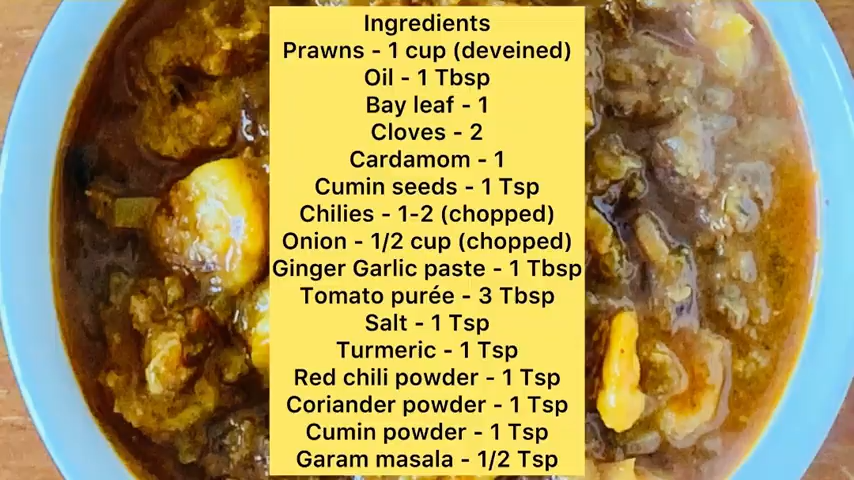 Ingredients
Prawns - 1 cup (deveined)
Oil - 1 Tbsp
Bay leaf - 1
Cloves - 2
Cardamom - 1
Cumin seeds - 1 Tsp
Chilies - 1-2 (chopped)
Onion - 1/2 cup (chopped)
Ginger Garlic paste - 1 Tbsp
Tomato purée - 3 Tbsp
Salt - 1 Tsp
Turmeric - 1 Tsp
Red chili powder - 1 Tsp
Coriander powder - 1 Tsp
Cumin powder - 1 Tsp
Garam masala - 1/2 Tsp